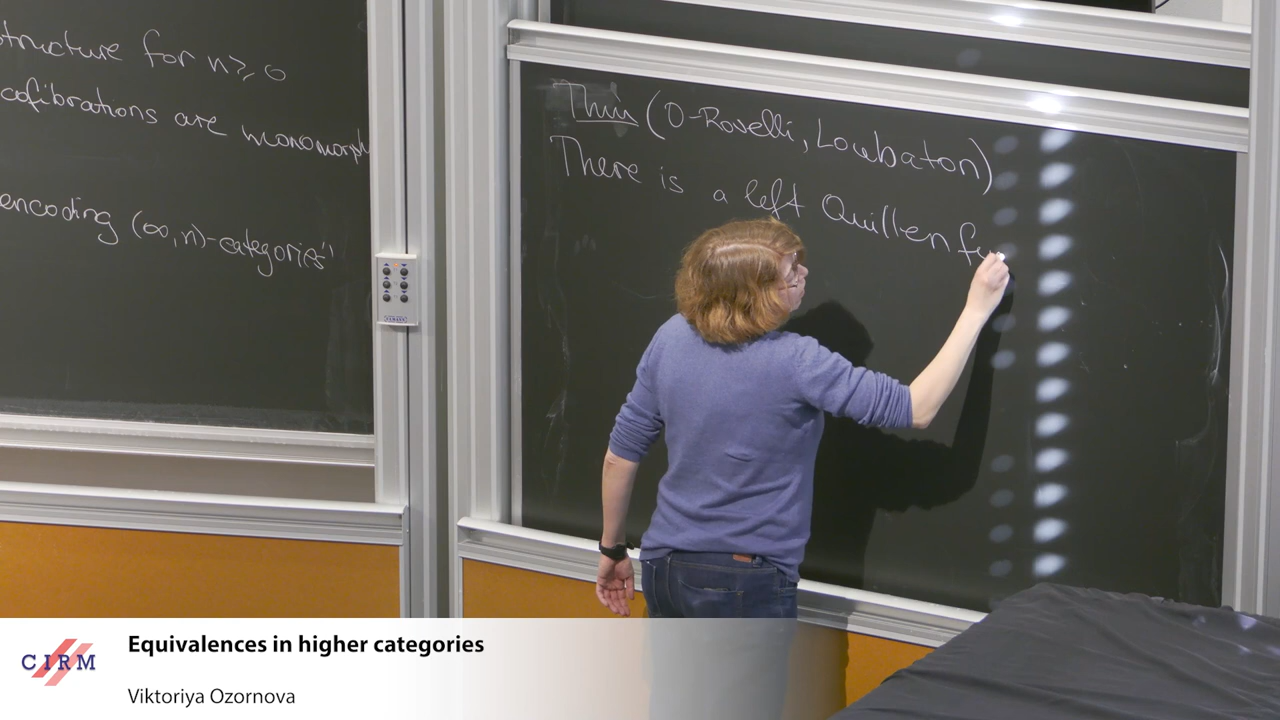 structure for n≥0
cofibrations are monomorph
encoding (∞,n)-categories"
Thm (O-Rovelli, Loubaton)
There is a left Quillen fu
CIRM
Equivalences in higher categories
Viktoriya Ozornova